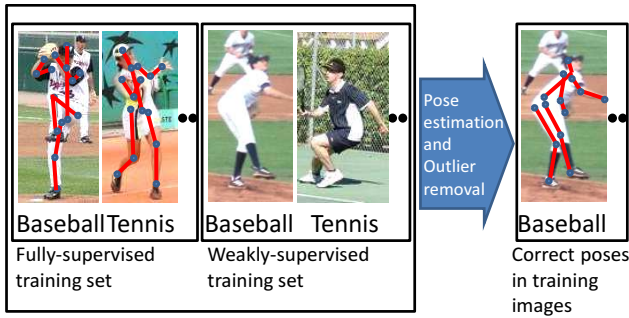 Baseball Tennis
Fully-supervised
training set
Baseball Tennis
Weakly-supervised
training set
Pose
estimation
and
Outlier
removal
Baseball
Correct poses
in training
images